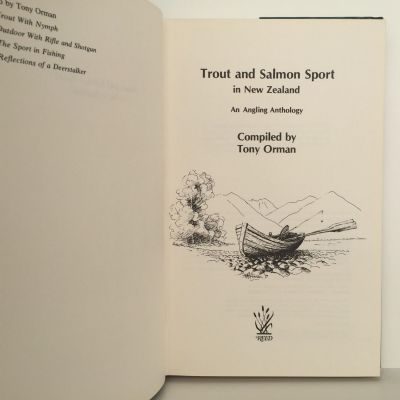 by Tony Orman
Trout With Nymph
Outdoor With Rifle and Shotgun
The Sport in Fishing
Reflections of a Deerstalker
Trout and Salmon Sport
in New Zealand
An Angling Anthology
Compiled by
Tony Orman
REED